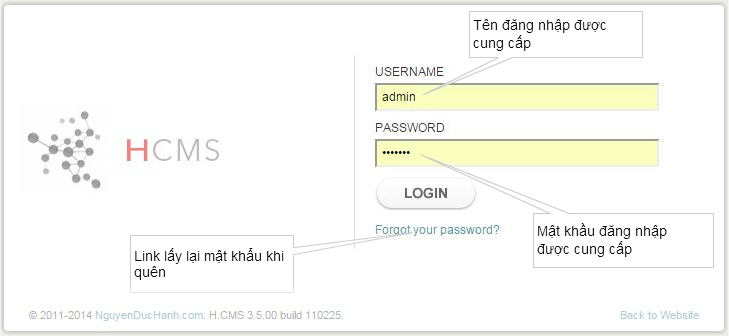 Tên đăng nhập được
cung cấp
USERNAME
admin
PASSWORD
•••••••
HCMS
LOGIN
Forgot your password?
Mật khẩu đăng nhập
được cung cấp
Link lấy lại mật khẩu khi
quên
© 2011-2014 NguyenDucHanh.com. H.CMS 3.5.00 build 110225.
Back to Website